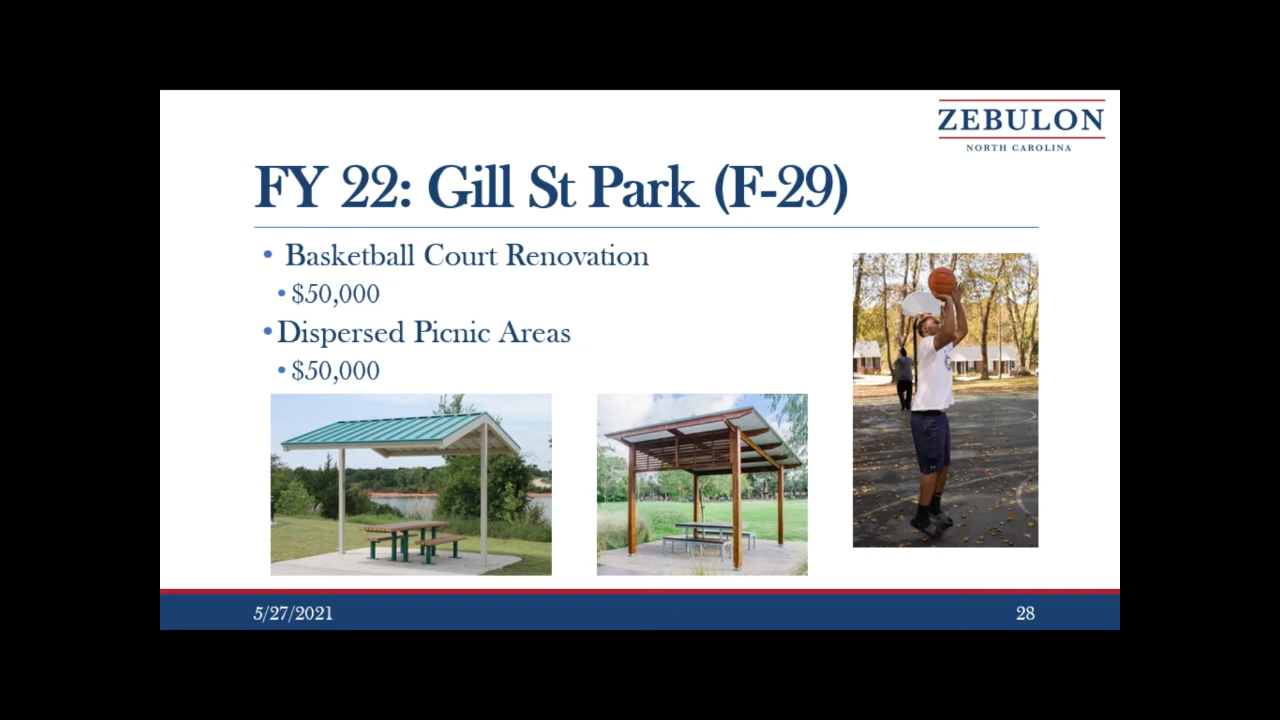 ZEBULON
NORTH CAROLINA
FY 22: Gill St Park (F-29)
• Basketball Court Renovation
• $50,000
• Dispersed Picnic Areas
• $50,000
5/27/2021
28